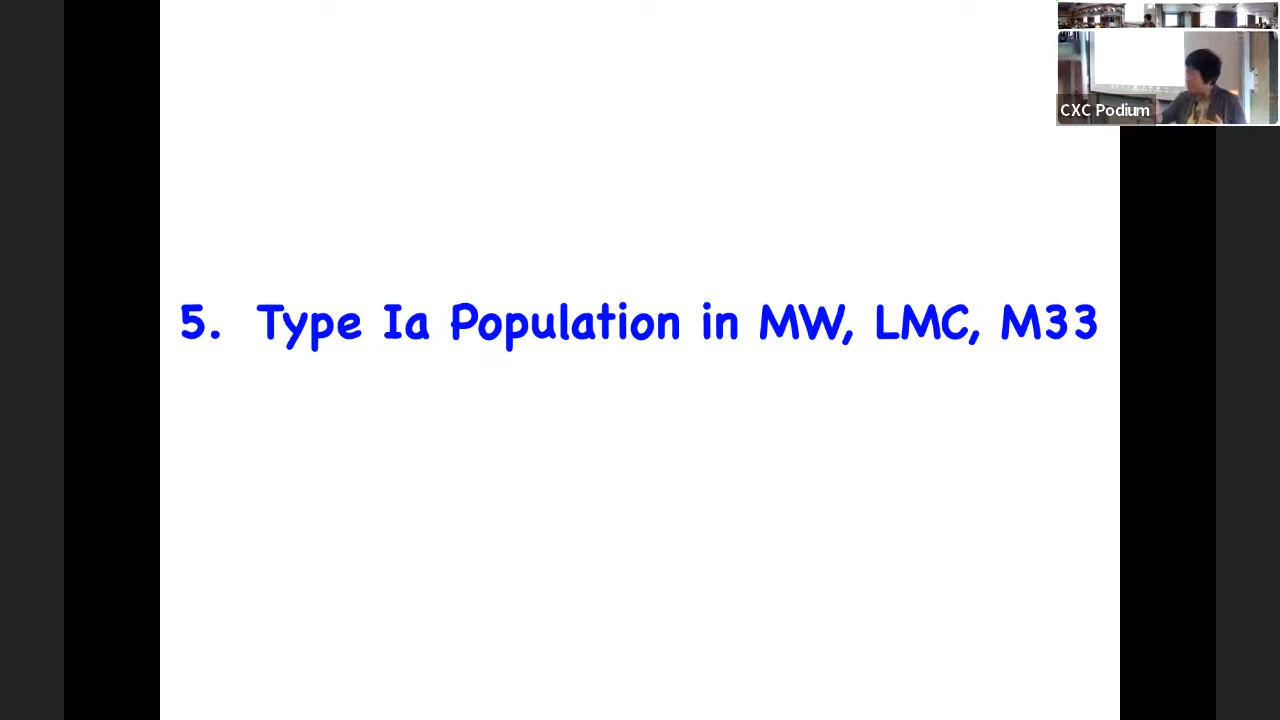 CXC Podium
5. Type Ia Population in MW, LMC, M33